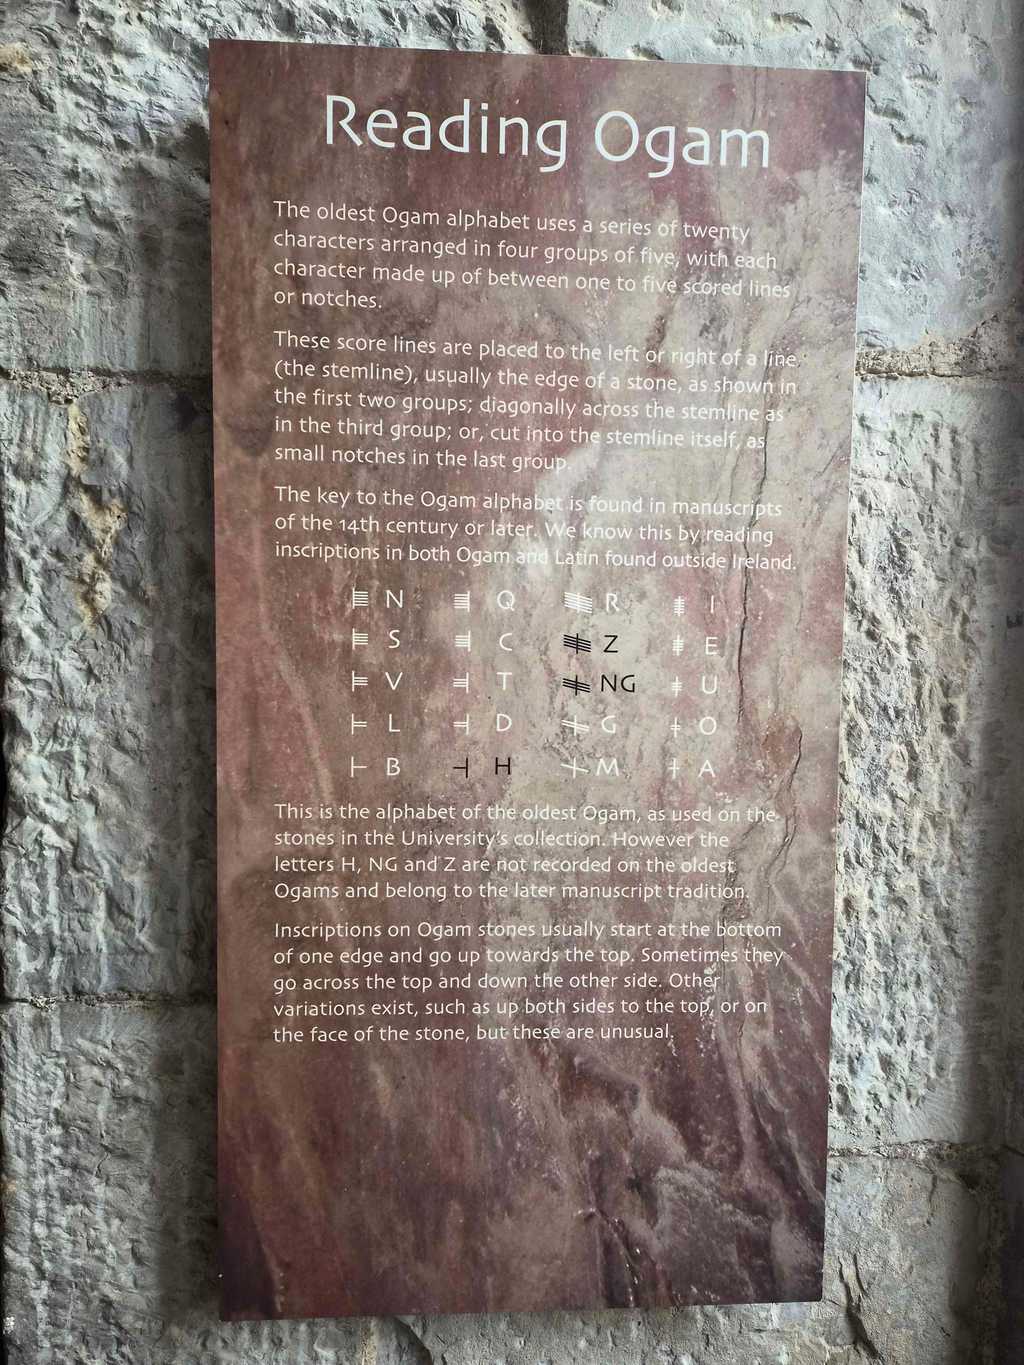 Reading Ogam
The oldest Ogam alphabet uses a series of twenty
characters arranged in four groups of five, with each
character made up of between one to five scored lines
or notches.
These score lines are placed to the left or right of a line
(the stemline), usually the edge of a stone, as shown in
the first two groups; diagonally across the stemline as
in the third group; or, cut into the stemline itself, as
small notches in the last group.
The key to the Ogam alphabet is found in manuscripts
of the 14th century or later. We know this by reading
inscriptions in both Ogam and Latin found outside Ireland.
ᚅ N ᚊ Q ᚏ R ᚔ I
ᚄ S ᚉ C ᚎ Z ᚓ E
ᚃ V ᚈ T ᚍ NG ᚒ U
ᚂ L ᚇ D ᚌ G ᚑ O
ᚁ B ᚆ H ᚋ M ᚐ A
This is the alphabet of the oldest Ogam, as used on the
stones in the University's collection. However the
letters H, NG and Z are not recorded on the oldest
Ogams and belong to the later manuscript tradition.
Inscriptions on Ogam stones usually start at the bottom
of one edge and go up towards the top. Sometimes they
go across the top and down the other side. Other
variations exist, such as up both sides to the top, or on
the face of the stone, but these are unusual.